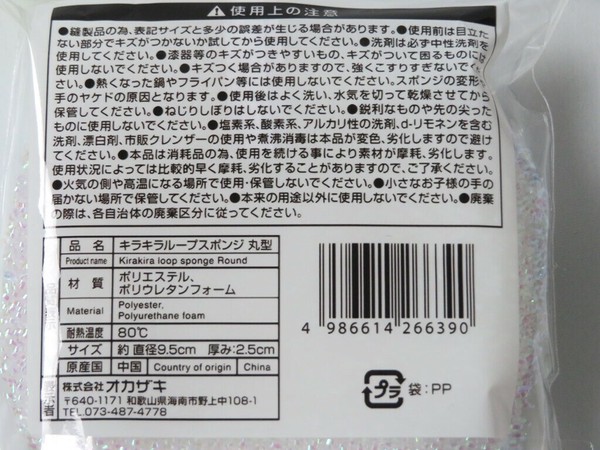 ⚠使用上の注意
●縫製品の為、表記サイズと多少の誤差が生じる場合があります。●使用前は目立た
ない部分でキズがつかないか試してから使用してください。●洗剤は必ず中性洗剤を
使用してください。●漆器等のキズがつきやすいもの、キズがついて困るものには
使用しないでください。●キズつく場合がありますので、強くこすりすぎないでくだ
さい。●熱くなった鍋やフライパン等には使用しないでください。スポンジの変形や
手のヤケドの原因となります。●使用後はよく洗い、水気を切って乾燥させてから
保管してください。●ねじりしぼりはしないでください。●鋭利なものや先の尖った
ものに使用しないでください。●塩素系、酸素系、アルカリ性の洗剤、d-リモネンを含む
洗剤、漂白剤、市販クレンザーの使用や煮沸消毒は本品が変色、劣化しますので避け
てください。●本品は消耗品の為、使用を続ける事により素材が摩耗、劣化します。
使用状況によっては比較的早く摩耗、劣化することがありますので、ご了承ください。
●火気の側や高温になる場所で使用・保管しないでください。●小さなお子様の手の
届かない場所で保管してください。●本来の用途以外に使用しないでください。●廃棄
の際は、各自治体の廃棄区分に従ってください。
品名 キラキラループスポンジ 丸型
Product name Kirakira loop sponge Round
材質 ポリエステル、
ポリウレタンフォーム
Material Polyester,
Polyurethane foam
耐熱温度 80℃
サイズ 約 直径9.5cm 厚み:2.5cm
原産国 中国 Country of origin China
表示者 株式会社オカザキ
〒640-1171 和歌山県海南市野上中198-1
TEL.073-487-4778
4 986614 266390
プラ 袋:PP